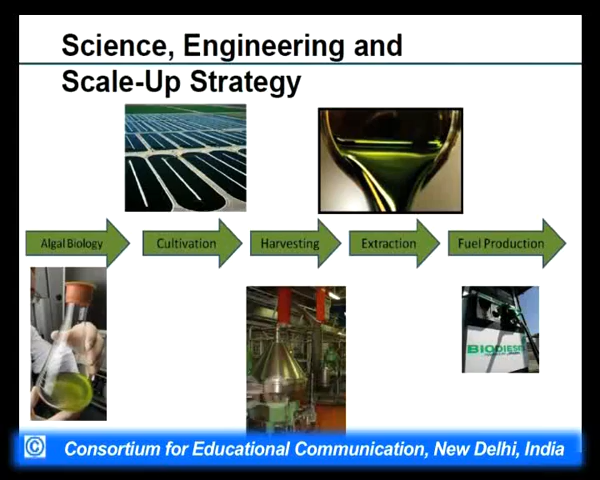 Science, Engineering and
Scale-Up Strategy
Algal Biology
Cultivation
Harvesting
Extraction
Fuel Production
BIODIESE
© Consortium for Educational Communication, New Delhi, India